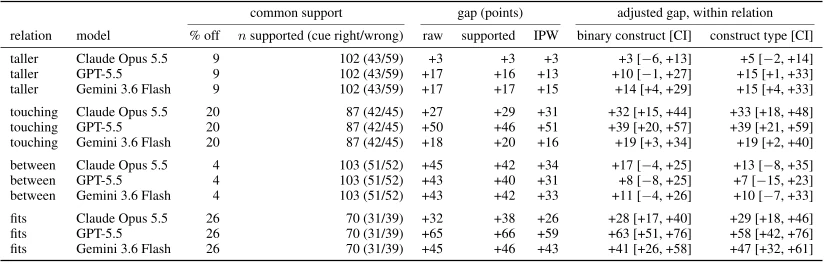 common support gap (points) adjusted gap, within relation
relation model % off n supported (cue right/wrong) raw supported IPW binary construct [CI] construct type [CI]
taller Claude Opus 5.5 9 102 (43/59) +3 +3 +3 +3 [−6, +13] +5 [−2, +14]
taller GPT-5.5 9 102 (43/59) +17 +16 +13 +10 [−1, +27] +15 [+1, +33]
taller Gemini 3.6 Flash 9 102 (43/59) +17 +17 +15 +14 [+4, +29] +15 [+4, +33]
touching Claude Opus 5.5 20 87 (42/45) +27 +29 +31 +32 [+15, +44] +33 [+18, +48]
touching GPT-5.5 20 87 (42/45) +50 +46 +51 +39 [+20, +57] +39 [+21, +59]
touching Gemini 3.6 Flash 20 87 (42/45) +18 +20 +16 +19 [+3, +34] +19 [+2, +40]
between Claude Opus 5.5 4 103 (51/52) +45 +42 +34 +17 [−4, +25] +13 [−8, +35]
between GPT-5.5 4 103 (51/52) +43 +40 +31 +8 [−8, +25] +7 [−15, +23]
between Gemini 3.6 Flash 4 103 (51/52) +43 +42 +33 +11 [−4, +26] +10 [−7, +33]
fits Claude Opus 5.5 26 70 (31/39) +32 +38 +26 +28 [+17, +40] +29 [+18, +46]
fits GPT-5.5 26 70 (31/39) +65 +66 +59 +63 [+51, +76] +58 [+42, +76]
fits Gemini 3.6 Flash 26 70 (31/39) +45 +46 +43 +41 [+26, +58] +47 [+32, +61]